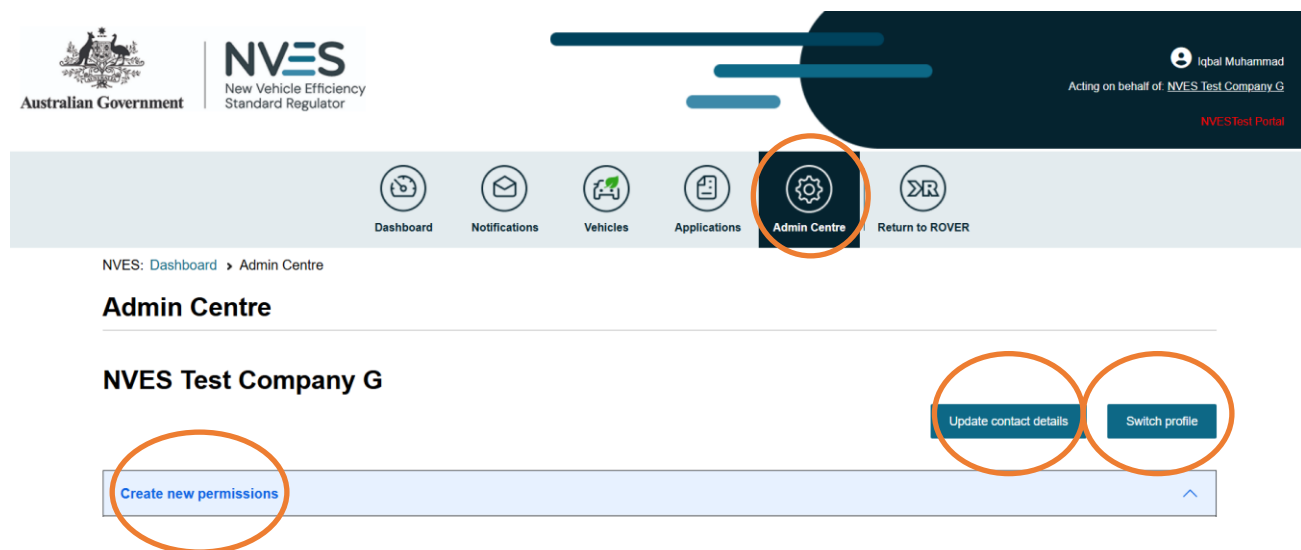 Australian Government
NVES
New Vehicle Efficiency
Standard Regulator
Iqbal Muhammad
Acting on behalf of: NVES Test Company G
NVESTest Portal
Dashboard
Notifications
Vehicles
Applications
Admin Centre
Return to ROVER
NVES: Dashboard > Admin Centre
Admin Centre
NVES Test Company G
Update contact details
Switch profile
Create new permissions